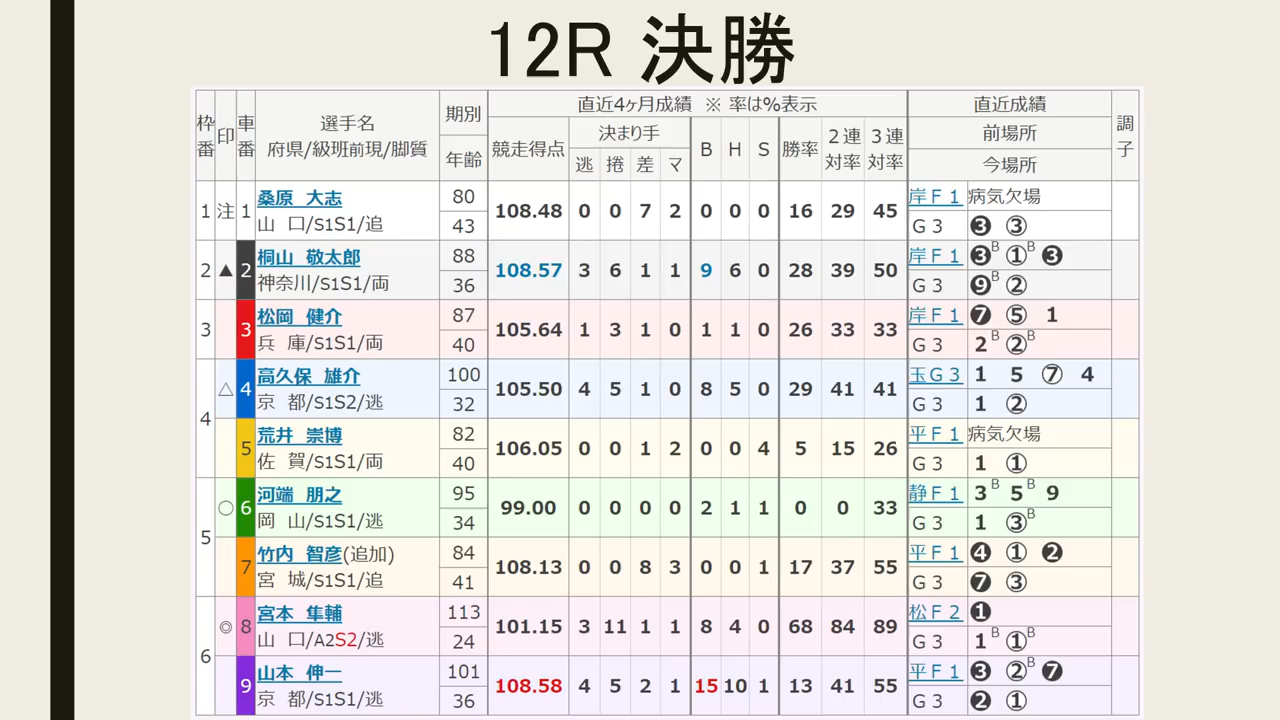 12R 決勝
枠番 印 車番 選手名 府県/級班前現/脚質 期別 年齢 直近4ヶ月成績 ※ 率は%表示 直近成績 調子
競走得点 決まり手 B H S 勝率 2連対率 3連対率 前場所
逃 捲 差 マ 今場所
1 注 1 桑原 大志 80 108.48 0 0 7 2 0 0 0 16 29 45 岸F1 病気欠場
山 口/S1S1/追 43 G3 ❸ ③
2 ▲ 2 桐山 敬太郎 88 108.57 3 6 1 1 9 6 0 28 39 50 岸F1 ❸B ①B ❸
神奈川/S1S1/両 36 G3 ❾B ②
3 3 松岡 健介 87 105.64 1 3 1 0 1 1 0 26 33 33 岸F1 ❼ ⑤ 1
兵 庫/S1S1/両 40 G3 2B ②B
4 △ 4 高久保 雄介 100 105.50 4 5 1 0 8 5 0 29 41 41 玉G3 1 5 ⑦ 4
京 都/S1S2/逃 32 G3 1 ②
5 荒井 崇博 82 106.05 0 0 1 2 0 0 4 5 15 26 平F1 病気欠場
佐 賀/S1S1/両 40 G3 1 ①
5 ○ 6 河端 朋之 95 99.00 0 0 0 0 2 1 1 0 0 33 静F1 3B 5B 9
岡 山/S1S1/逃 34 G3 1 ③B
7 竹内 智彦(追加) 84 108.13 0 0 8 3 0 0 1 17 37 55 平F1 ❹ ① ❷
宮 城/S1S1/追 41 G3 ❼ ③
6 ◎ 8 宮本 隼輔 113 101.15 3 11 1 1 8 4 0 68 84 89 松F2 ❶
山 口/A2S2/逃 24 G3 1B ①B
9 山本 伸一 101 108.58 4 5 2 1 15 10 1 13 41 55 平F1 ❸ ②B ❼
京 都/S1S1/逃 36 G3 ❷ ①